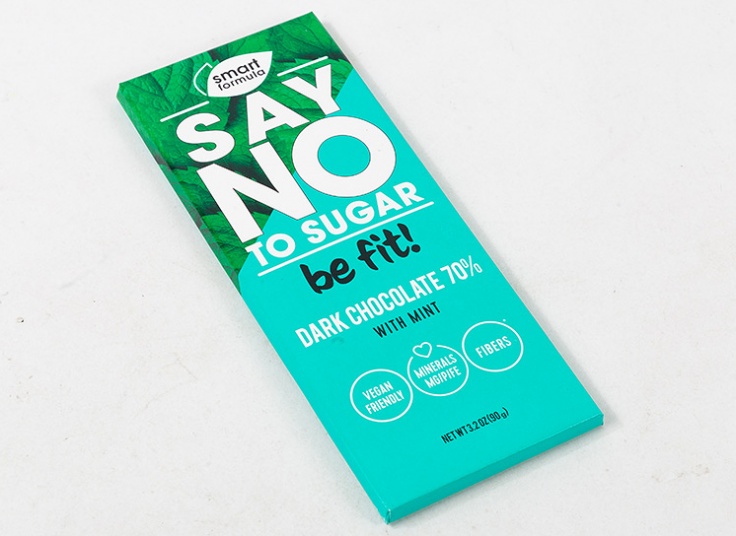 smart
formula
SAY
NO
TO SUGAR
be fit!
DARK CHOCOLATE 70%
WITH MINT
VEGAN
FRIENDLY
MINERALS
MG|P|FE
FIBERS*
NET WT 3.2 OZ (90g)